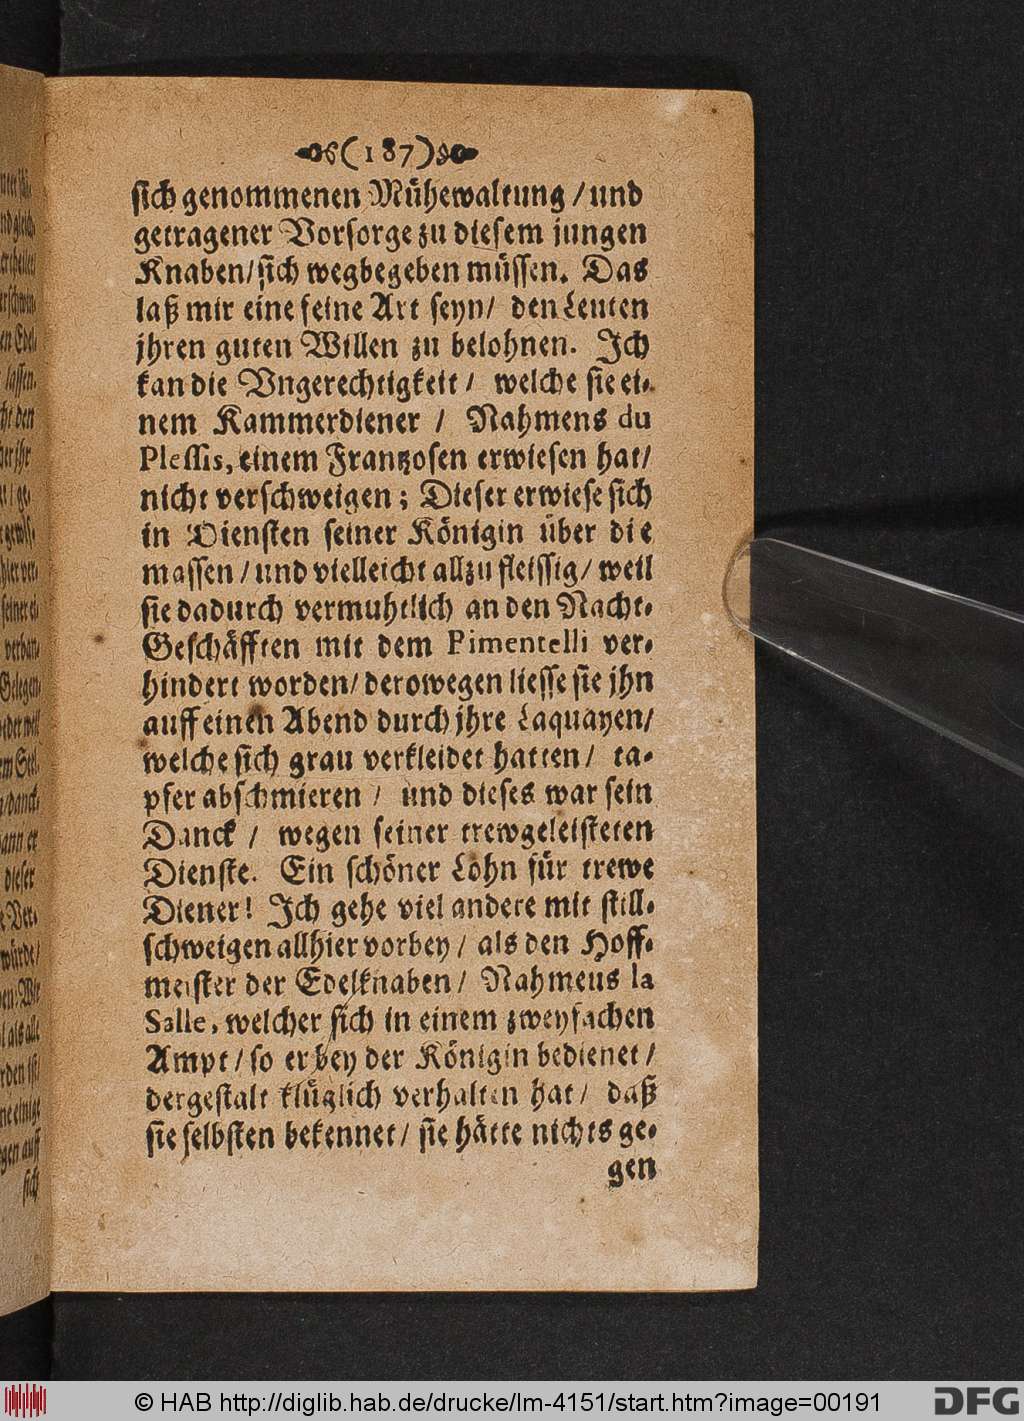 (187)
sich genommenen Mühewaltung / und
getragener Vorsorge zu diesem jungen
Knaben / sich wegbegeben müssen. Das
laß mir eine feine Art seyn / den Leuten
jhren guten Willen zu belohnen. Jch
kan die Vngerechtigkeit / welche sie ei-
nem Kammerdiener / Nahmens du
Plessis, einem Frantzosen erwiesen hat /
nicht verschweigen; Dieser erwiese sich
in Diensten seiner Königin über die
massen / und vielleicht allzu fleissig / weil
sie dadurch vermuhtlich an den Nacht-
Geschäfften mit dem Pimentelli ver-
hindert worden / derowegen liesse sie jhn
auff einen Abend durch jhre Laquayen /
welche sich grau verkleidet hatten / ta-
pfer abschmieren / und dieses war sein
Danck / wegen seiner trewgeleisteten
Dienste. Ein schöner Lohn für trewe
Diener! Jch gehe viel andere mit still-
schweigen allhier vorbey / als den Hoff-
meister der Edelknaben / Nahmeus la
Salle, welcher sich in einem zweyfachen
Ampt / so er bey der Königin bedienet /
dergestalt klüglich verhalten hat / daß
sie selbsten bekennet / sie hätte nichts ge-
gen
© HAB http://diglib.hab.de/drucke/lm-4151/start.htm?image=00191
DFG